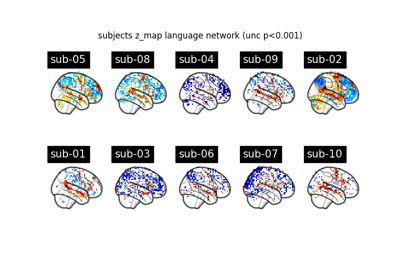 subjects z_map language network (unc p<0.001)
sub-05 sub-08 sub-04 sub-09 sub-02
sub-01 sub-03 sub-06 sub-07 sub-10